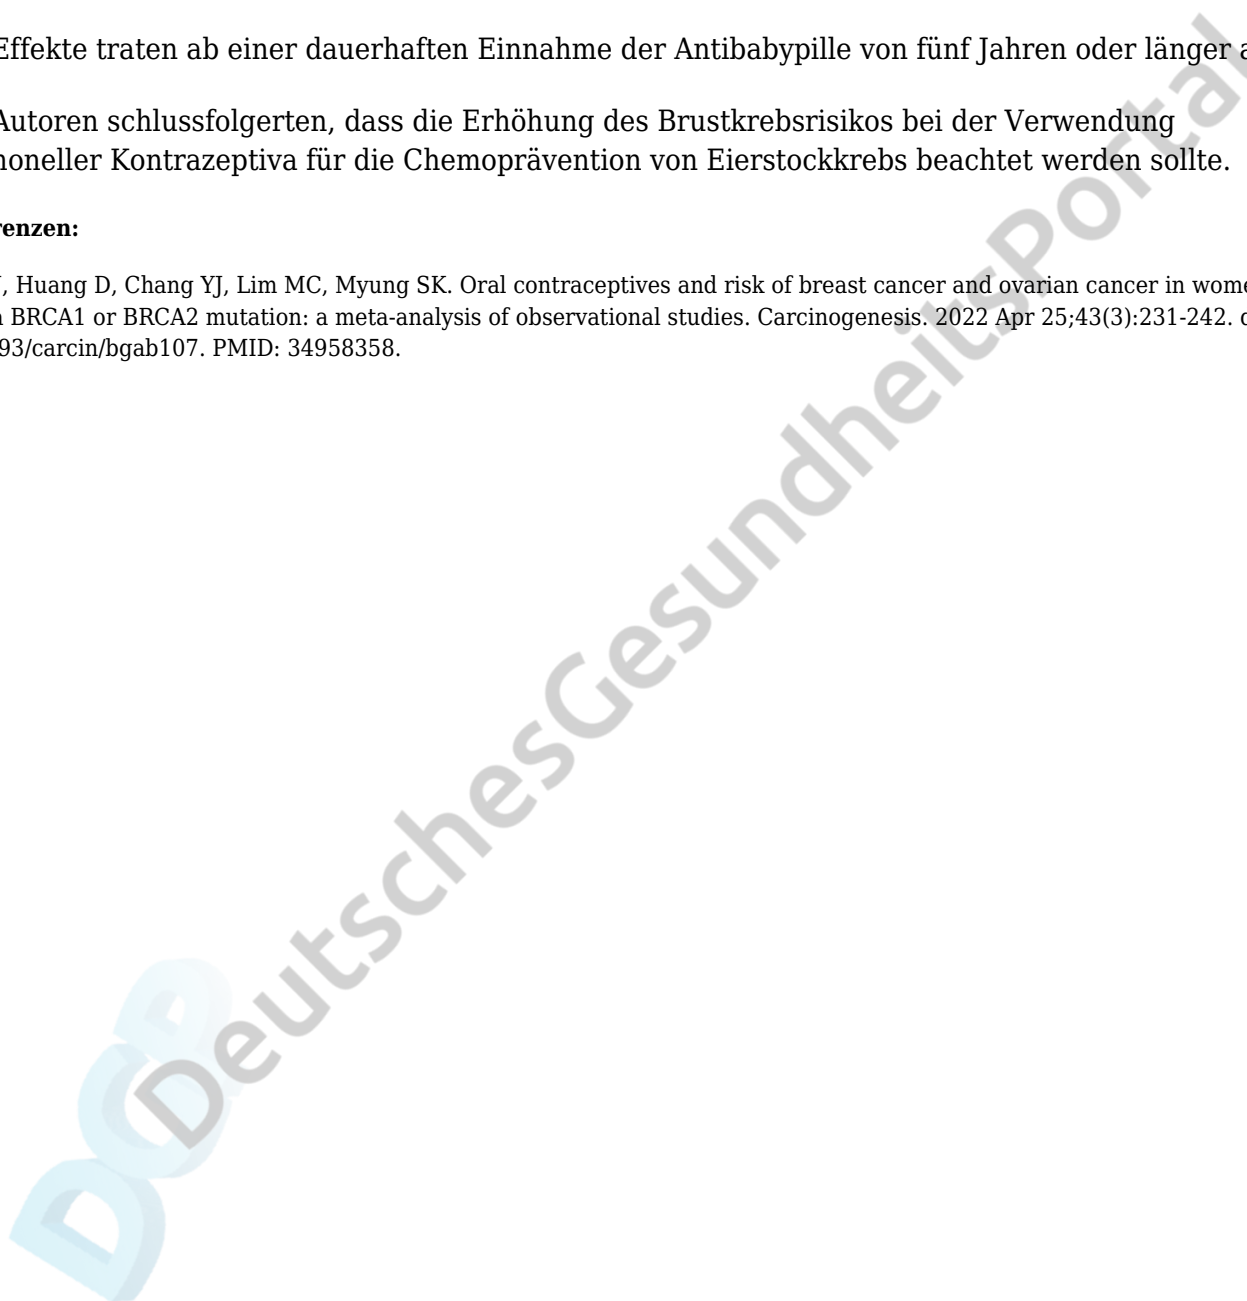 Effekte traten ab einer dauerhaften Einnahme der Antibabypille von fünf Jahren oder länger a
Autoren schlussfolgerten, dass die Erhöhung des Brustkrebsrisikos bei der Verwendung
noneller Kontrazeptiva für die Chemoprävention von Eierstockkrebs beachtet werden sollte.
renzen:
, Huang D, Chang YJ, Lim MC, Myung SK. Oral contraceptives and risk of breast cancer and ovarian cancer in wome
BRCA1 or BRCA2 mutation: a meta-analysis of observational studies. Carcinogenesis. 2022 Apr 25;43(3):231-242.
93/carcin/bgab107. PMID: 34958358.
DeutschesGesundheitsPortal
DGP